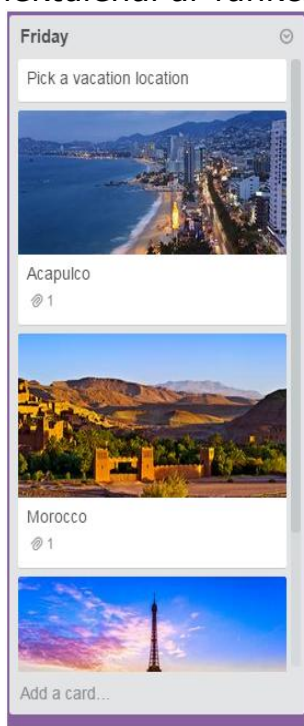 Friday
Pick a vacation location
Acapulco
1
Morocco
1
Add a card...